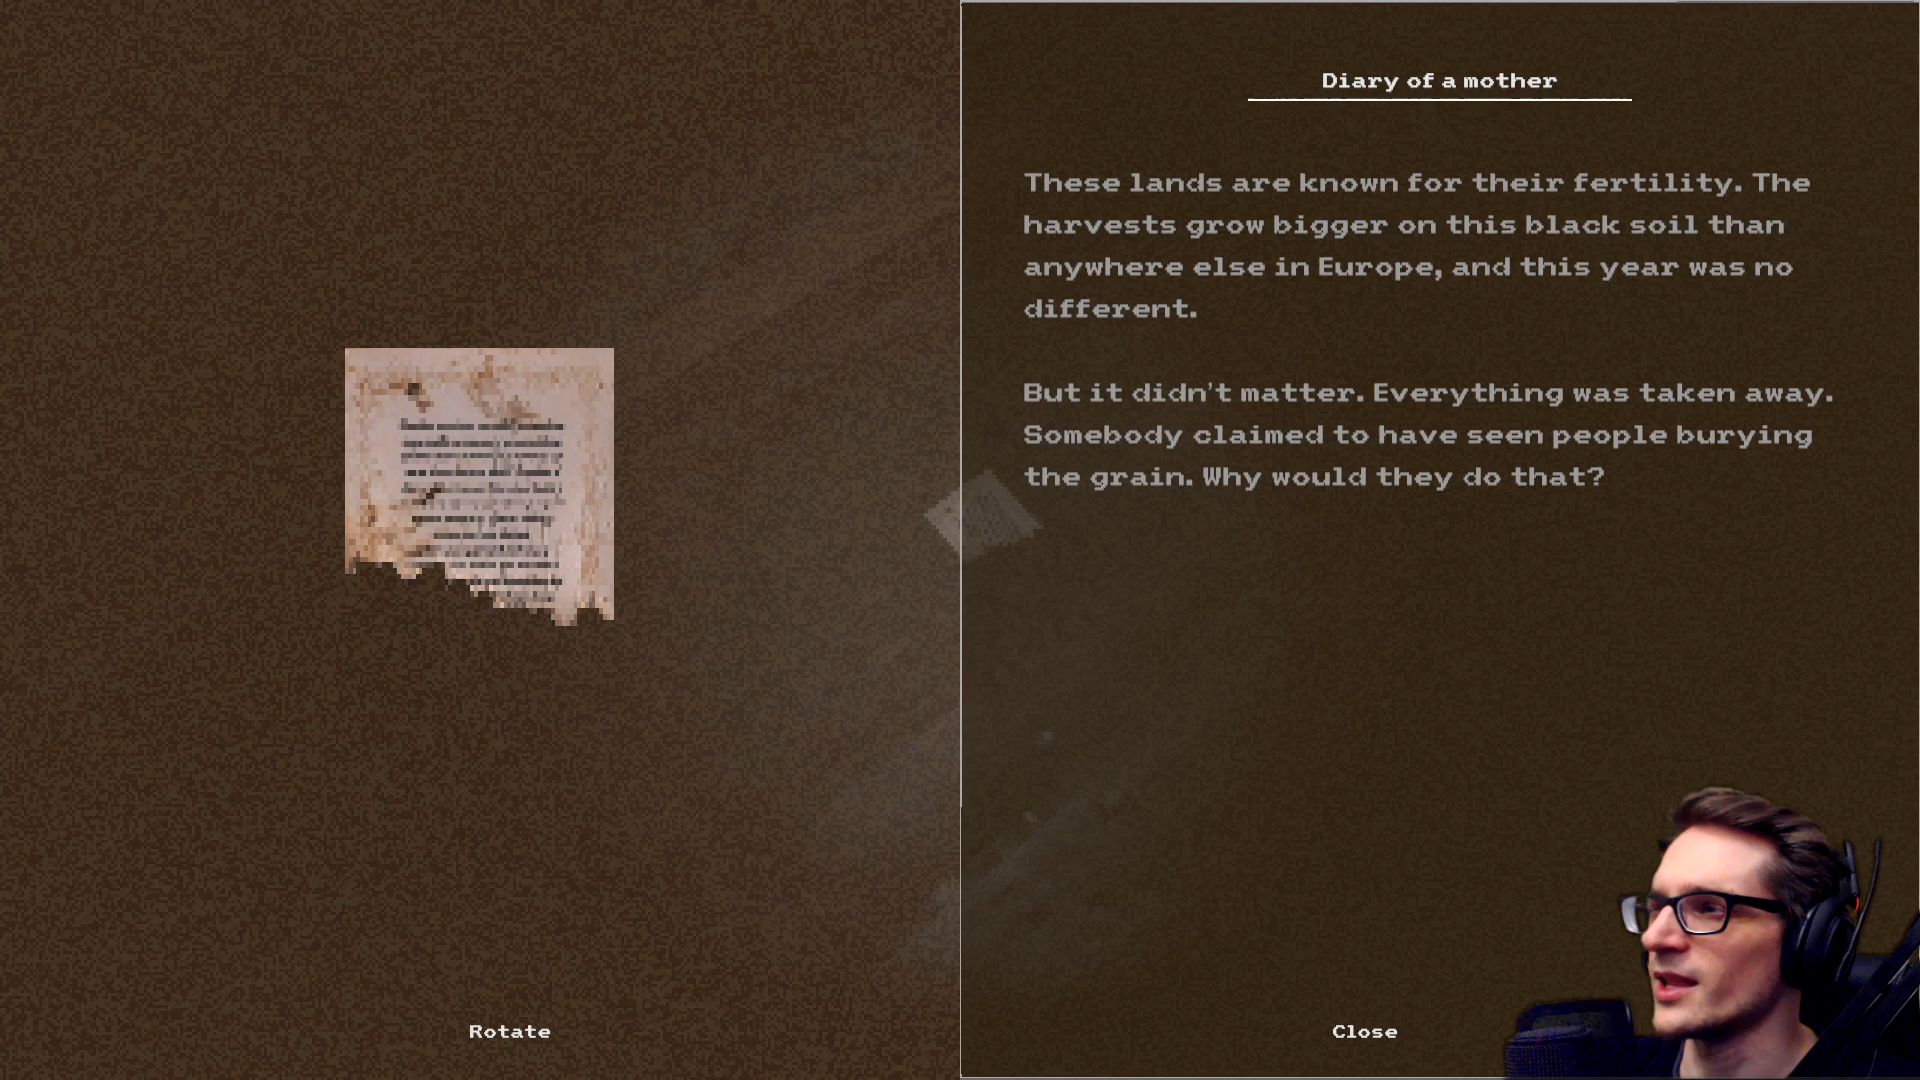 Diary of a mother
These lands are known for their fertility. The
harvests grow bigger on this black soil than
anywhere else in Europe, and this year was no
different.
But it didn't matter. Everything was taken away.
Somebody claimed to have seen people burying
the grain. Why would they do that?
Rotate
Close